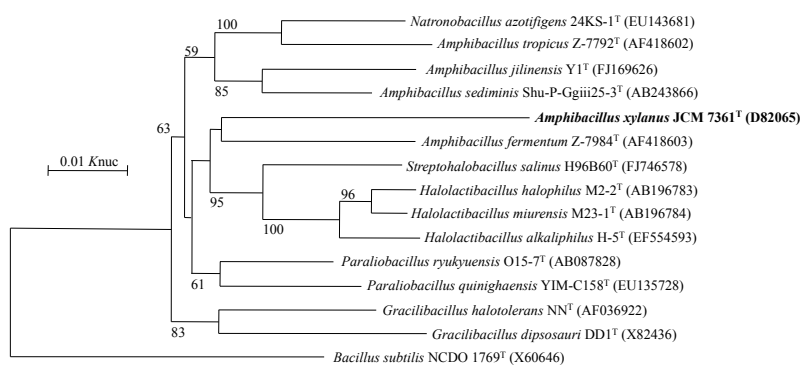 100
Natronobacillus azotifigens 24KS-1ᵀ (EU143681)
Amphibacillus tropicus Z-7792ᵀ (AF418602)
59
Amphibacillus jilinensis Y1ᵀ (FJ169626)
85
Amphibacillus sediminis Shu-P-Ggiii25-3ᵀ (AB243866)
Amphibacillus xylanus JCM 7361ᵀ (D82065)
63
Amphibacillus fermentum Z-7984ᵀ (AF418603)
0.01 Knuc
Streptohalobacillus salinus H96B60ᵀ (FJ746578)
95
96
Halolactibacillus halophilus M2-2ᵀ (AB196783)
Halolactibacillus miurensis M23-1ᵀ (AB196784)
100
Halolactibacillus alkaliphilus H-5ᵀ (EF554593)
Paraliobacillus ryukyuensis O15-7ᵀ (AB087828)
61
Paraliobacillus quinighaensis YIM-C158ᵀ (EU135728)
Gracilibacillus halotolerans NNᵀ (AF036922)
83
Gracilibacillus dipsosauri DD1ᵀ (X82436)
Bacillus subtilis NCDO 1769ᵀ (X60646)